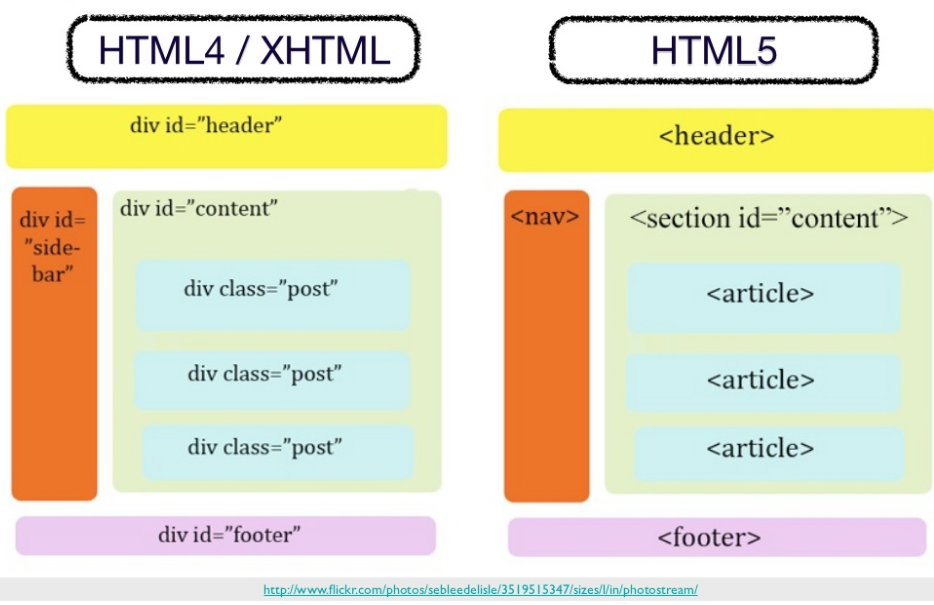 HTML4 / XHTML
div id=”header”
div id=
”side-
bar”
div id=”content”
div class=”post”
div class=”post”
div class=”post”
div id=”footer”
HTML5
<header>
<nav>
<section id=”content”>
<article>
<article>
<article>
<footer>
http://www.flickr.com/photos/sebleedelisle/3519515347/sizes/l/in/photostream/